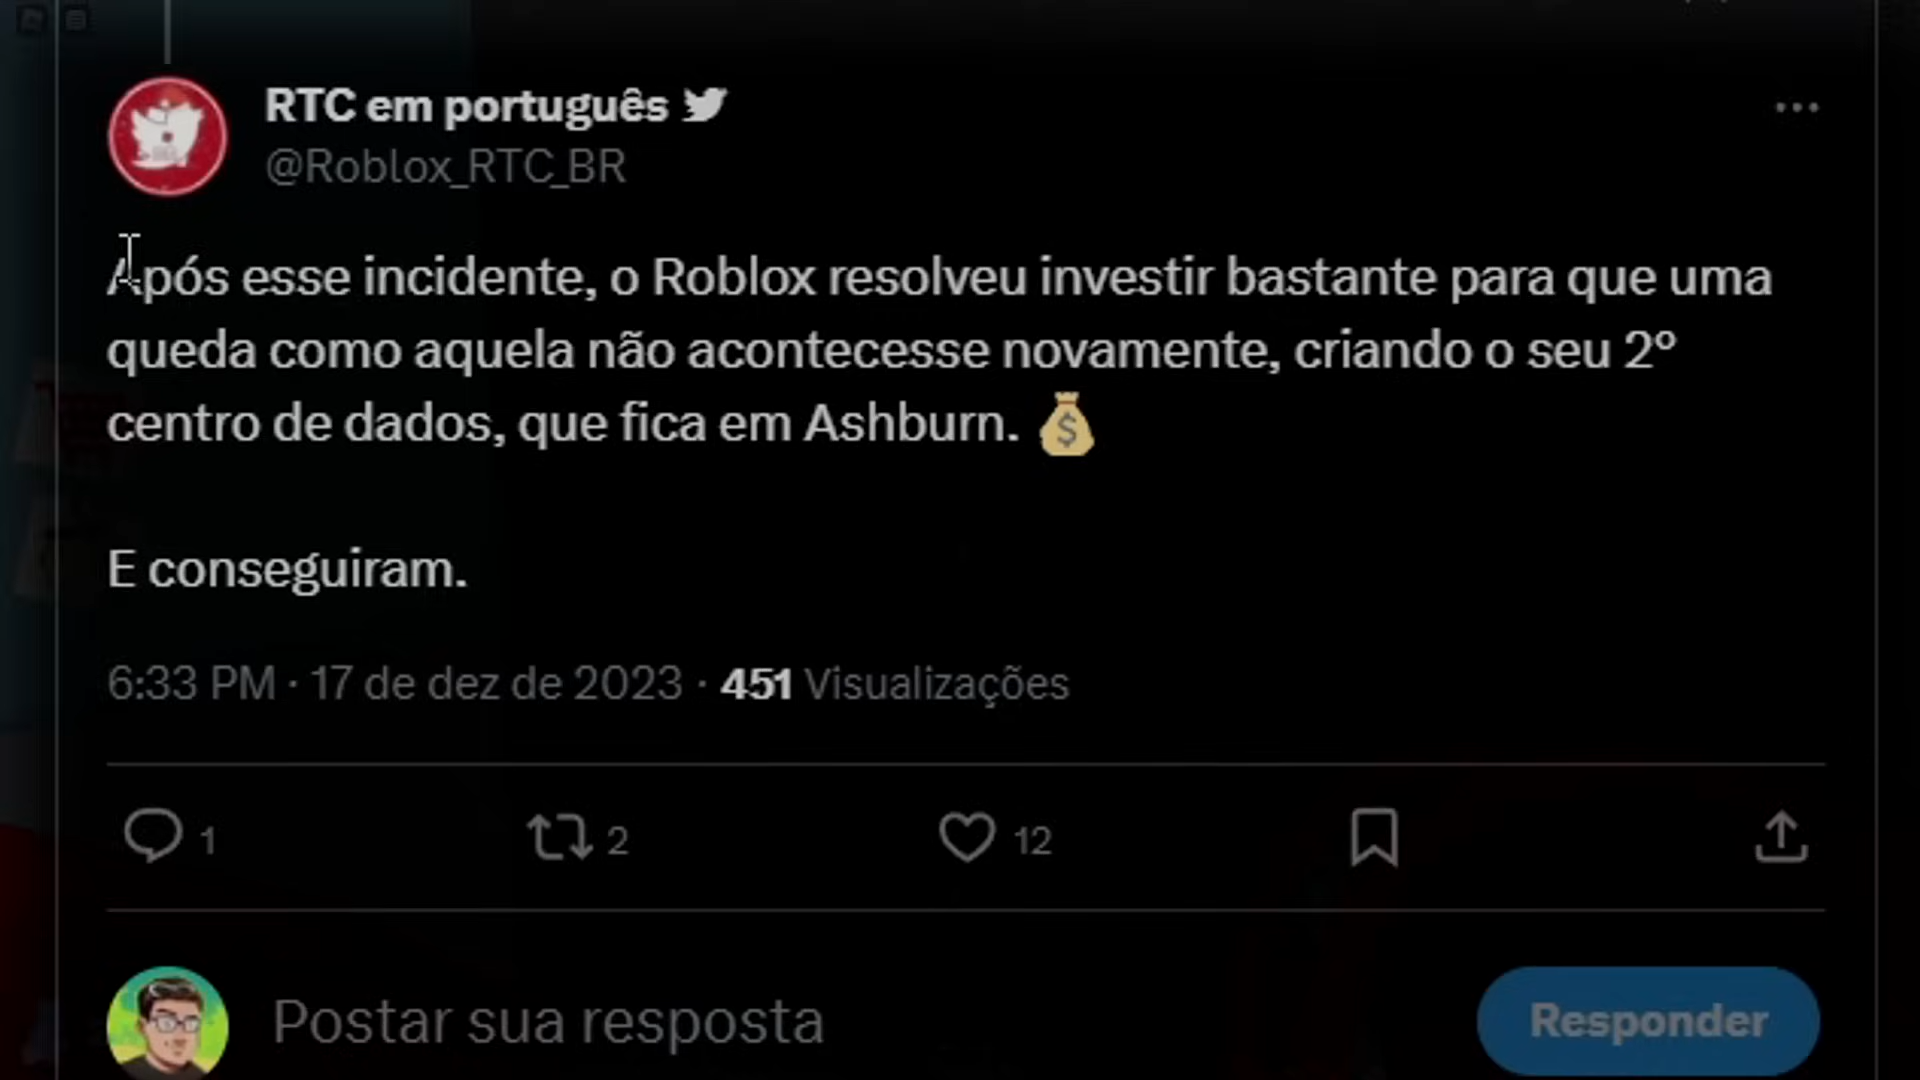 RTC em português
@Roblox_RTC_BR
Após esse incidente, o Roblox resolveu investir bastante para que uma
queda como aquela não acontecesse novamente, criando o seu 2º
centro de dados, que fica em Ashburn. 💰
E conseguiram.
6:33 PM · 17 de dez de 2023 · 451 Visualizações
1 2 12
Postar sua resposta
Responder